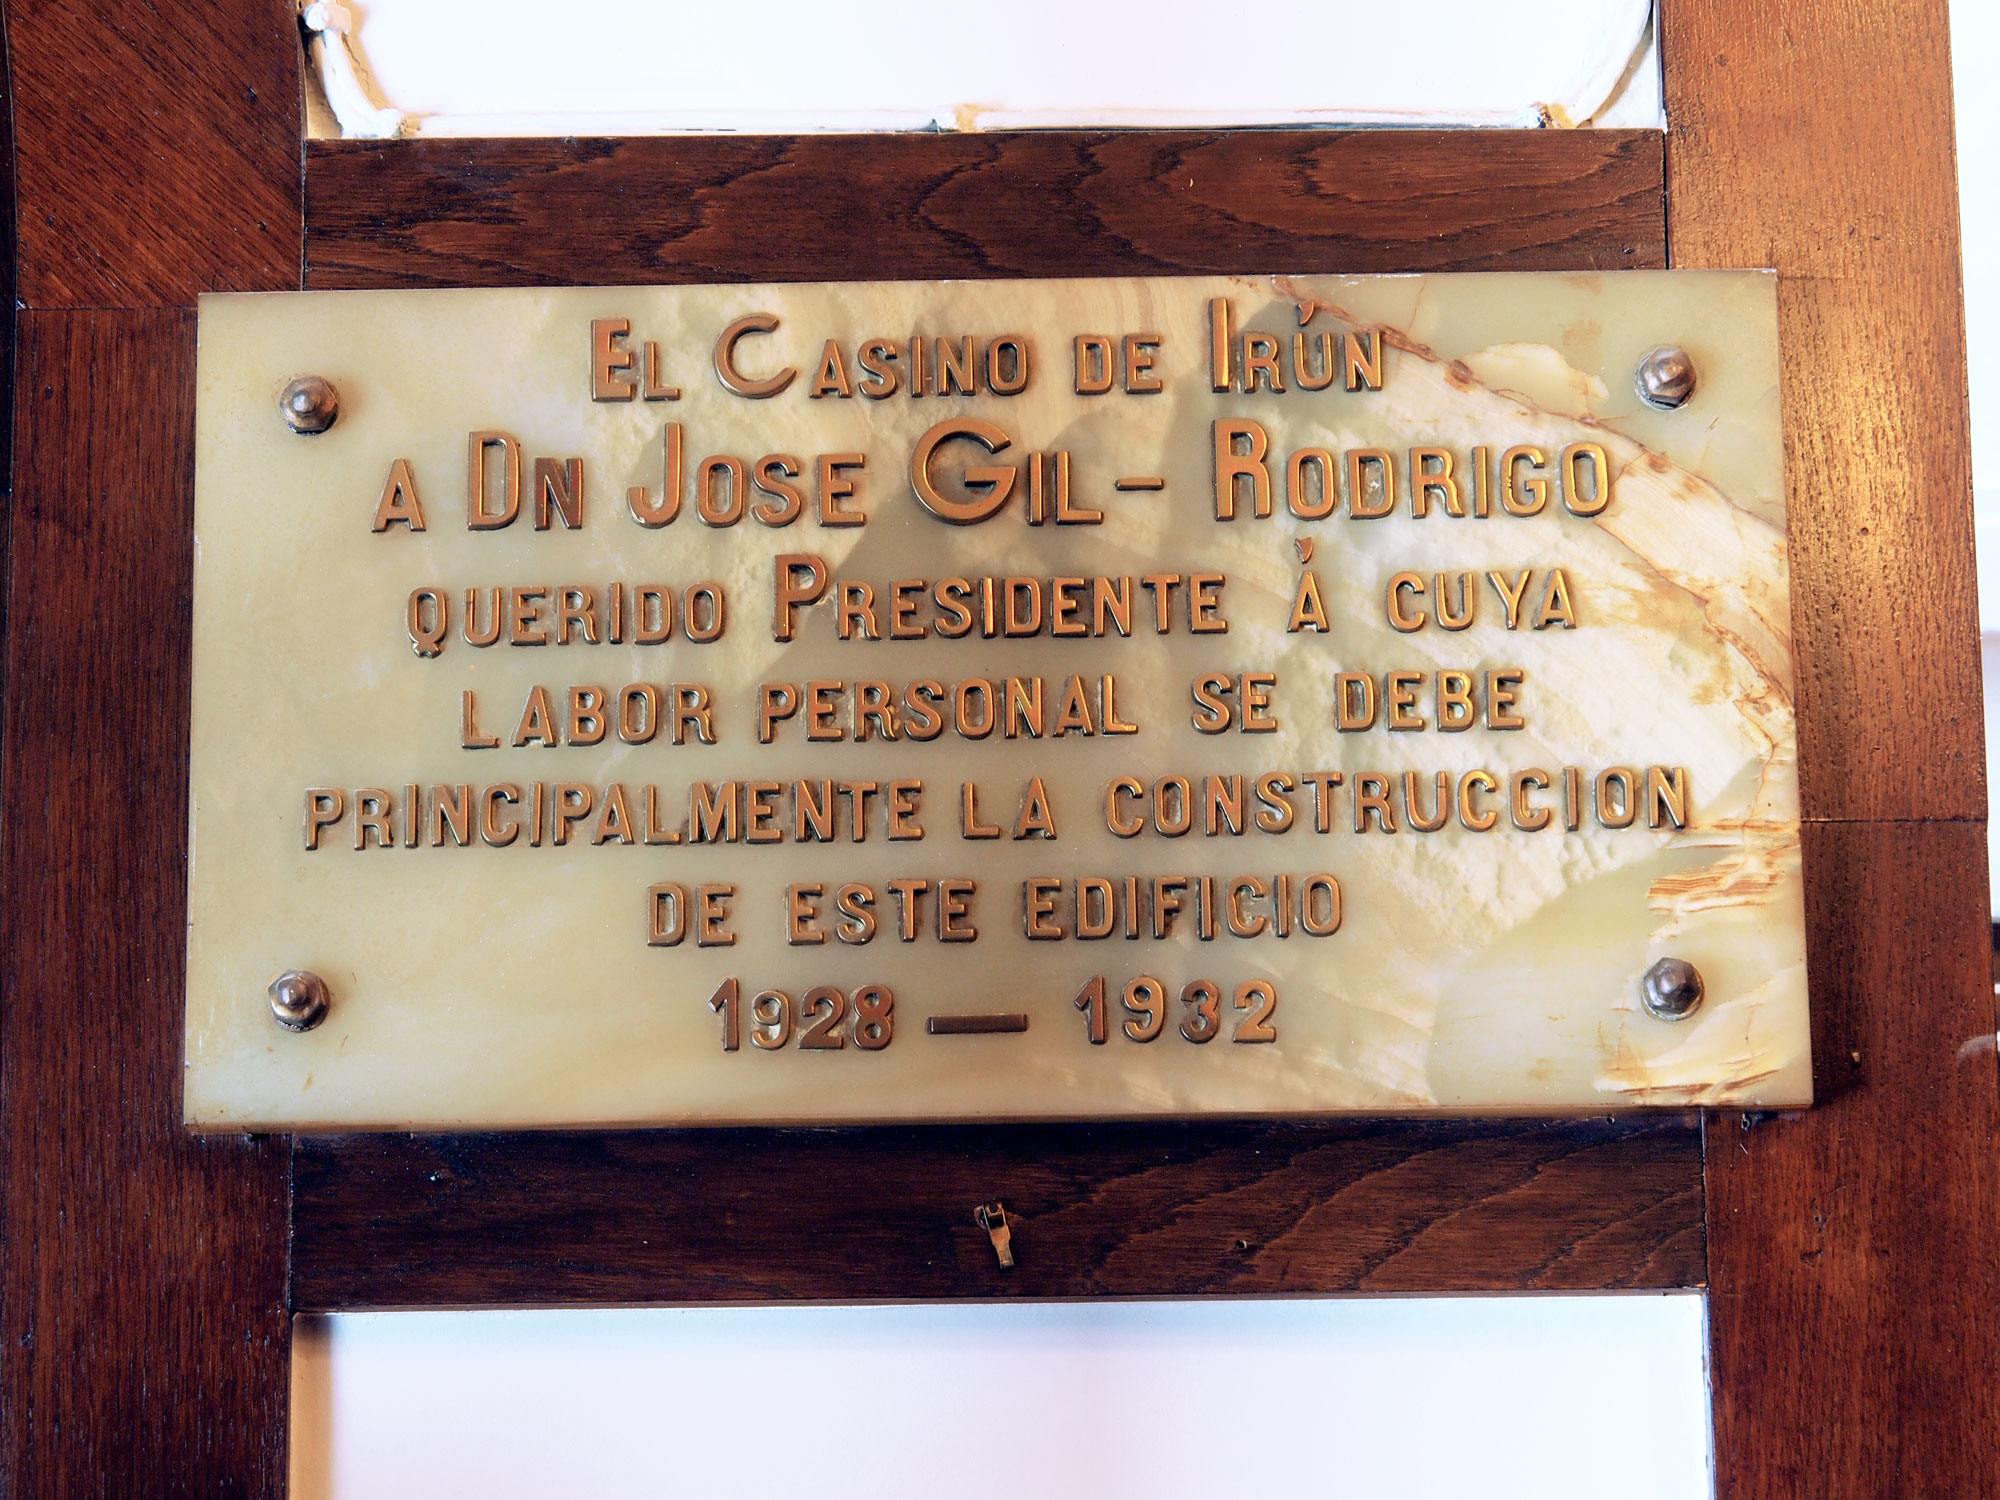 El Casino de Irún
a Dn Jose Gil - Rodrigo
querido Presidente á cuya
labor personal se debe
principalmente la construccion
de este edificio
1928 — 1932